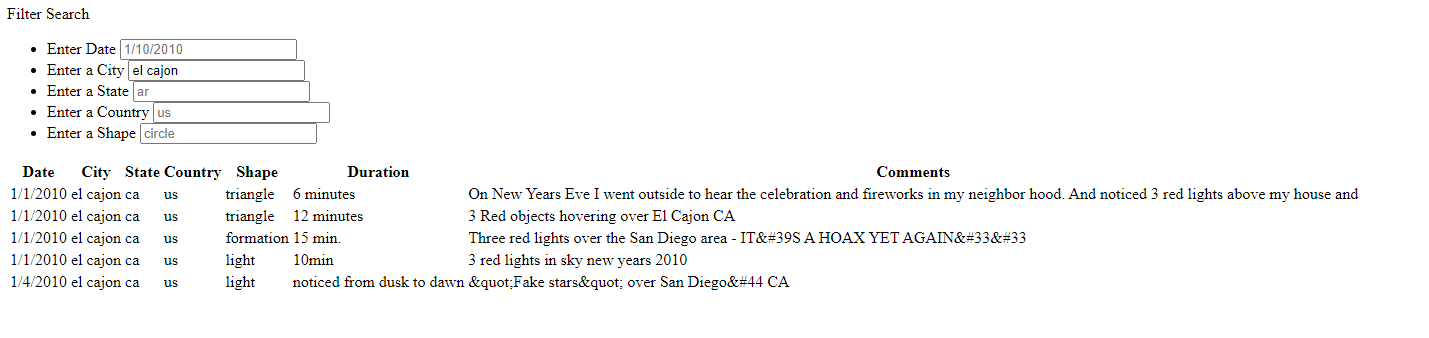 Filter Search
Enter Date 1/10/2010
Enter a City el cajon
Enter a State ar
Enter a Country us
Enter a Shape circle
Date City State Country Shape Duration Comments
1/1/2010 el cajon ca us triangle 6 minutes On New Years Eve I went outside to hear the celebration and fireworks in my neighbor hood. And noticed 3 red lights above my house and
1/1/2010 el cajon ca us triangle 12 minutes 3 Red objects hovering over El Cajon CA
1/1/2010 el cajon ca us formation 15 min. Three red lights over the San Diego area - IT&#39S A HOAX YET AGAIN&#33&#33
1/1/2010 el cajon ca us light 10min 3 red lights in sky new years 2010
1/4/2010 el cajon ca us light noticed from dusk to dawn &quot;Fake stars&quot; over San Diego&#44 CA